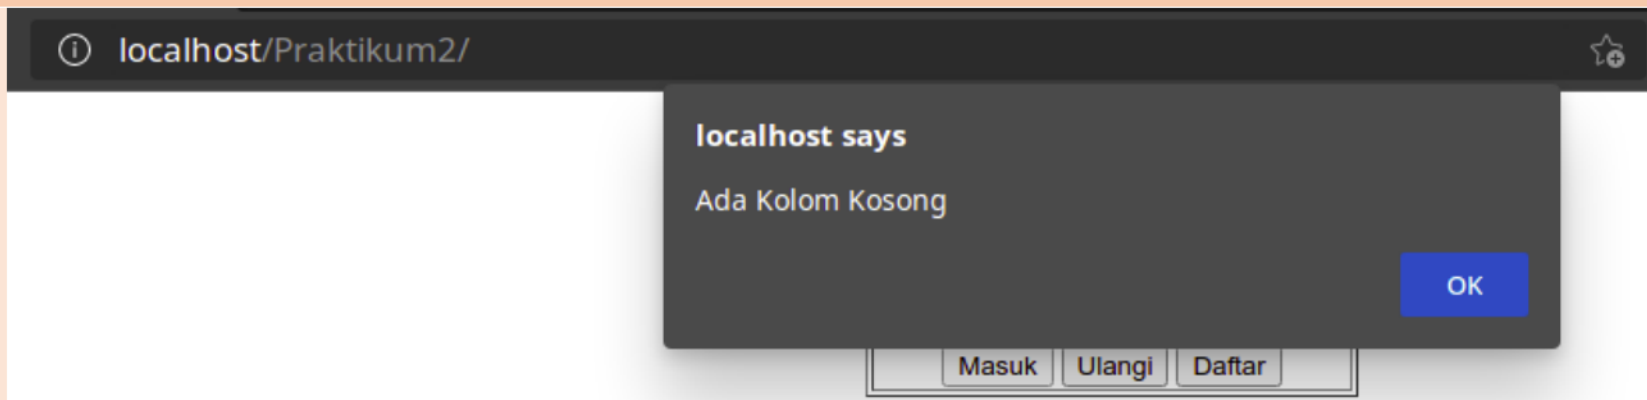 localhost/Praktikum2/
localhost says
Ada Kolom Kosong
OK
Masuk Ulangi Daftar